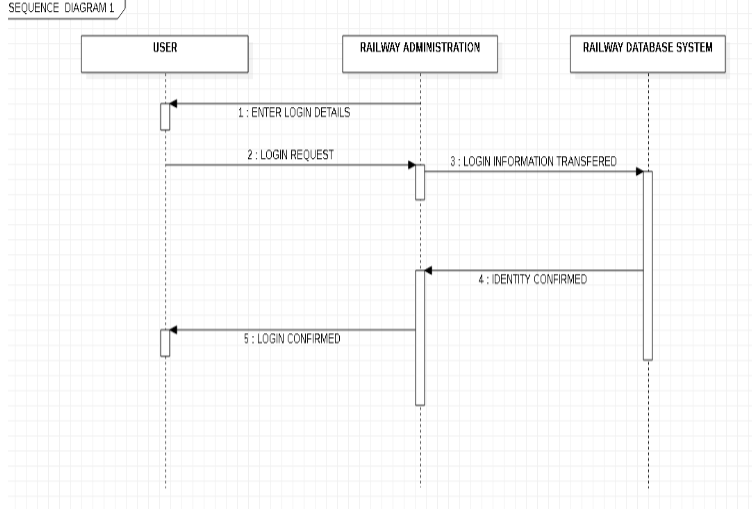 SEQUENCE DIAGRAM 1
USER
RAILWAY ADMINISTRATION
RAILWAY DATABASE SYSTEM
1 : ENTER LOGIN DETAILS
2 : LOGIN REQUEST
3 : LOGIN INFORMATION TRANSFERED
4 : IDENTITY CONFIRMED
5 : LOGIN CONFIRMED